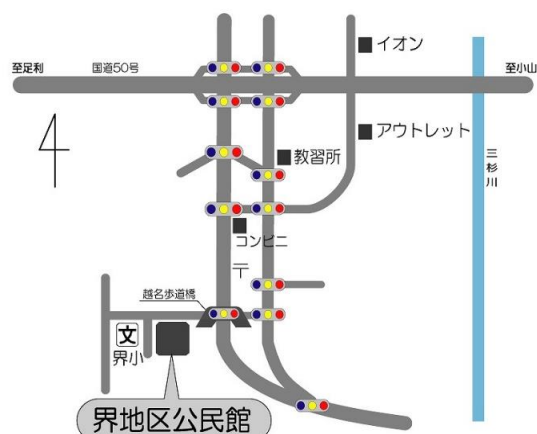 イオン
至足利
国道50号
至小山
アウトレット
三杉川
教習所
コンビニ
〒
越名歩道橋
文
界小
界地区公民館